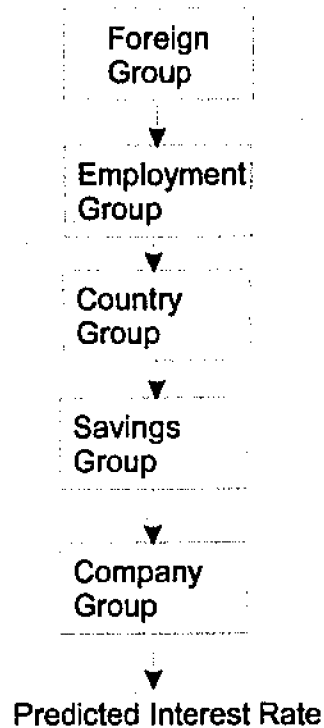 Foreign
Group
Employment
Group
Country
Group
Savings
Group
Company
Group
Predicted Interest Rate